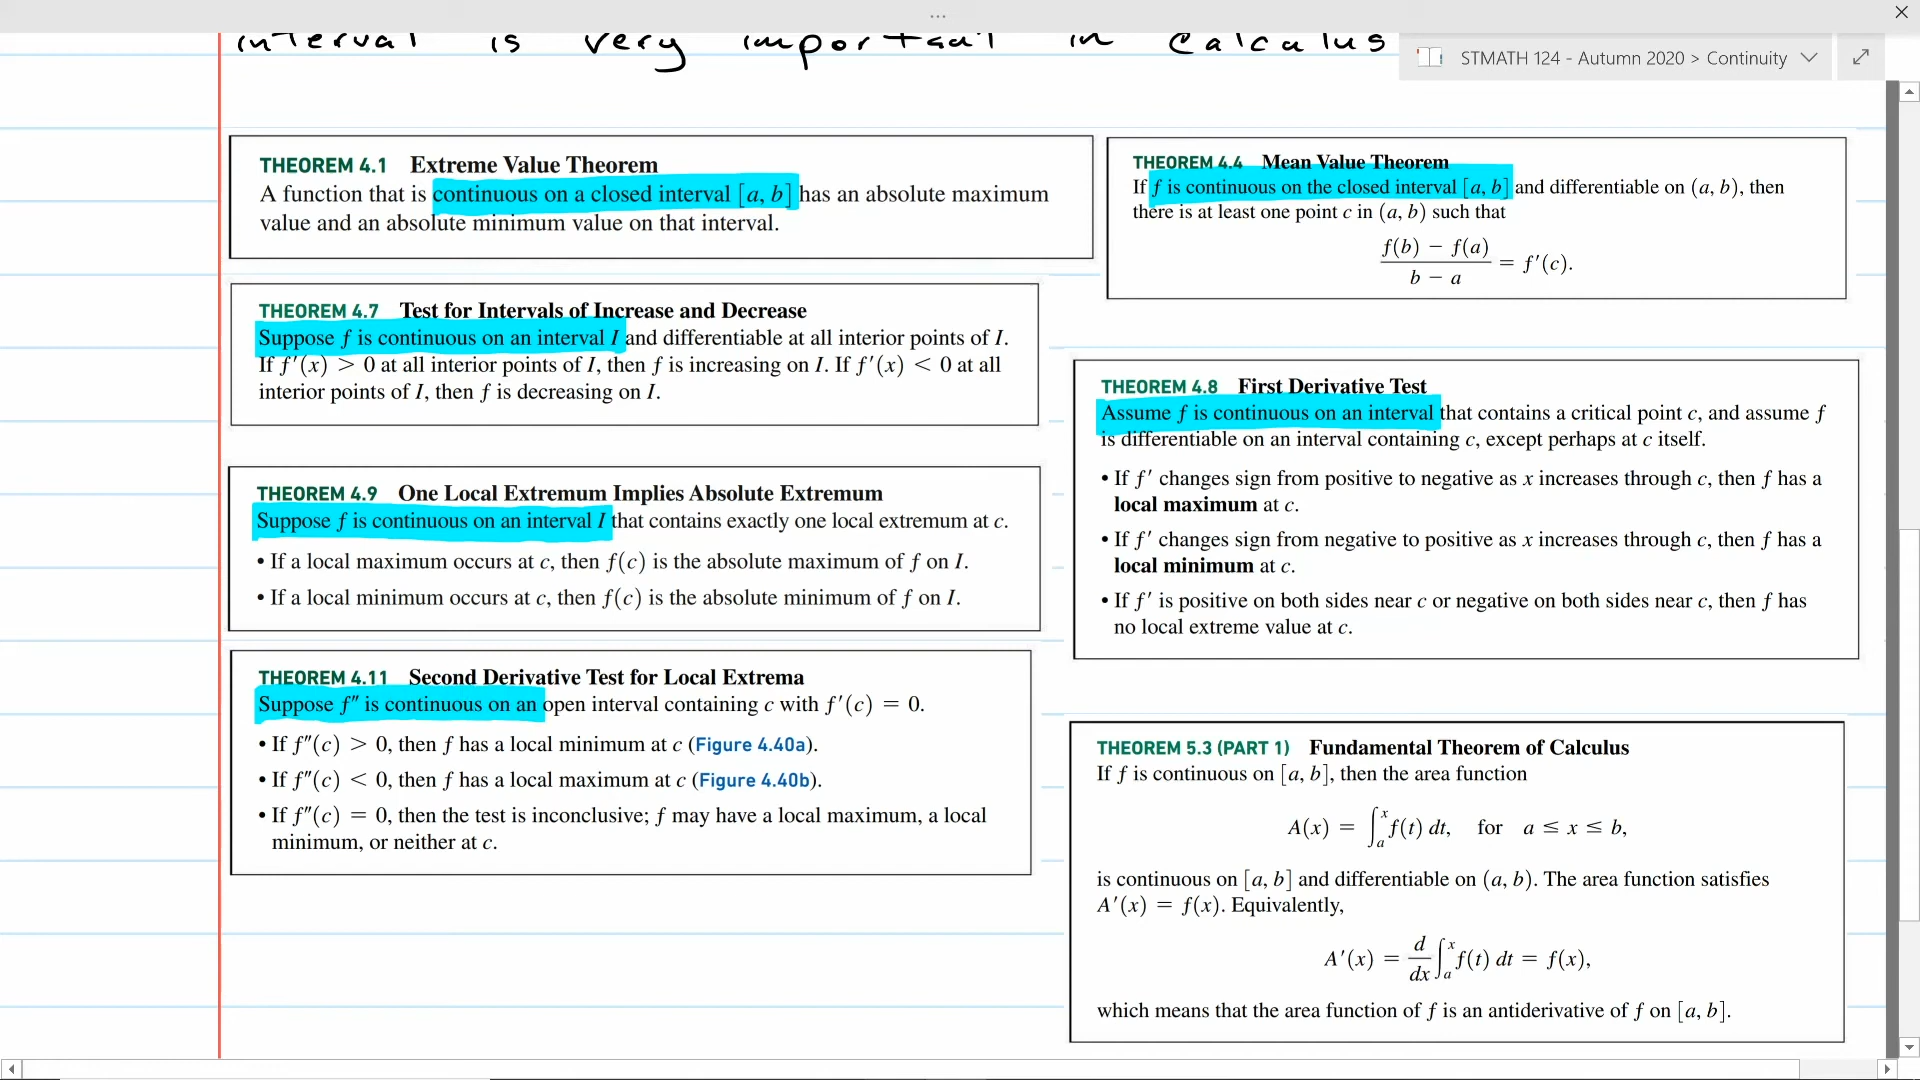 ...
interval is very important in calculus
STMATH 124 - Autumn 2020 > Continuity
THEOREM 4.1 Extreme Value Theorem
A function that is continuous on a closed interval [a, b] has an absolute maximum
value and an absolute minimum value on that interval.
THEOREM 4.4 Mean Value Theorem
If f is continuous on the closed interval [a, b] and differentiable on (a, b), then
there is at least one point c in (a, b) such that
f(b) − f(a)
b − a
= f′(c).
THEOREM 4.7 Test for Intervals of Increase and Decrease
Suppose f is continuous on an interval I and differentiable at all interior points of I.
If f′(x) > 0 at all interior points of I, then f is increasing on I. If f′(x) < 0 at all
interior points of I, then f is decreasing on I.
THEOREM 4.8 First Derivative Test
Assume f is continuous on an interval that contains a critical point c, and assume f
is differentiable on an interval containing c, except perhaps at c itself.
• If f′ changes sign from positive to negative as x increases through c, then f has a
local maximum at c.
• If f′ changes sign from negative to positive as x increases through c, then f has a
local minimum at c.
• If f′ is positive on both sides near c or negative on both sides near c, then f has
no local extreme value at c.
THEOREM 4.9 One Local Extremum Implies Absolute Extremum
Suppose f is continuous on an interval I that contains exactly one local extremum at c.
• If a local maximum occurs at c, then f(c) is the absolute maximum of f on I.
• If a local minimum occurs at c, then f(c) is the absolute minimum of f on I.
THEOREM 4.11 Second Derivative Test for Local Extrema
Suppose f″ is continuous on an open interval containing c with f′(c) = 0.
• If f″(c) > 0, then f has a local minimum at c (Figure 4.40a).
• If f″(c) < 0, then f has a local maximum at c (Figure 4.40b).
• If f″(c) = 0, then the test is inconclusive; f may have a local maximum, a local
minimum, or neither at c.
THEOREM 5.3 (PART 1) Fundamental Theorem of Calculus
If f is continuous on [a, b], then the area function
A(x) = ∫ₐˣ f(t) dt, for a ≤ x ≤ b,
is continuous on [a, b] and differentiable on (a, b). The area function satisfies
A′(x) = f(x). Equivalently,
A′(x) = d/dx ∫ₐˣ f(t) dt = f(x),
which means that the area function of f is an antiderivative of f on [a, b].